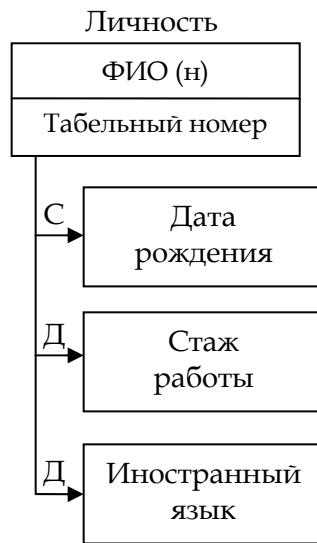 Личность
ФИО (н)
Табельный номер
С
Дата
рождения
Д
Стаж
работы
Д
Иностранный
язык